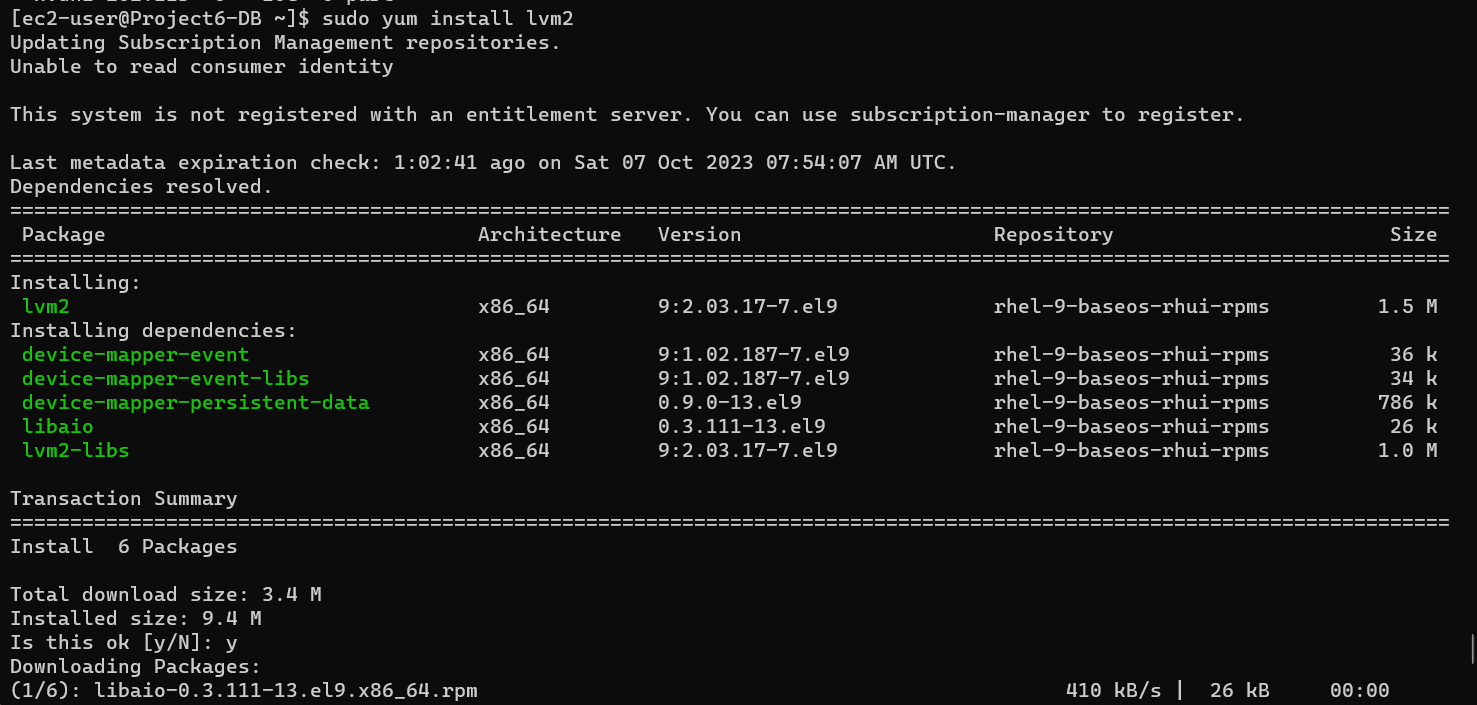 [ec2-user@Project6-DB ~]$ sudo yum install lvm2
Updating Subscription Management repositories.
Unable to read consumer identity
This system is not registered with an entitlement server. You can use subscription-manager to register.
Last metadata expiration check: 1:02:41 ago on Sat 07 Oct 2023 07:54:07 AM UTC.
Dependencies resolved.
================================================================================
Package Architecture Version Repository Size
================================================================================
Installing:
lvm2 x86_64 9:2.03.17-7.el9 rhel-9-baseos-rhui-rpms 1.5 M
Installing dependencies:
device-mapper-event x86_64 9:1.02.187-7.el9 rhel-9-baseos-rhui-rpms 36 k
device-mapper-event-libs x86_64 9:1.02.187-7.el9 rhel-9-baseos-rhui-rpms 34 k
device-mapper-persistent-data x86_64 0.9.0-13.el9 rhel-9-baseos-rhui-rpms 786 k
libaio x86_64 0.3.111-13.el9 rhel-9-baseos-rhui-rpms 26 k
lvm2-libs x86_64 9:2.03.17-7.el9 rhel-9-baseos-rhui-rpms 1.0 M
Transaction Summary
================================================================================
Install 6 Packages
Total download size: 3.4 M
Installed size: 9.4 M
Is this ok [y/N]: y
Downloading Packages:
(1/6): libaio-0.3.111-13.el9.x86_64.rpm 410 kB/s | 26 kB 00:00